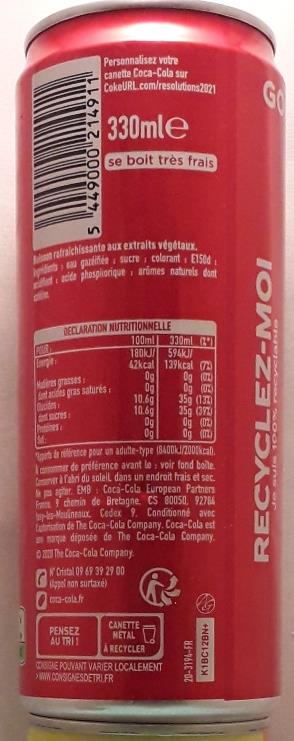 Personnalisez votre
canette Coca-Cola sur
CokeURL.com/resolutions2021
330ml e
se boit très frais
5 449000 214911
GO
rafraîchissante aux extraits végétaux.
: eau gazéifiée ; sucre ; colorant : E150d ;
: acide phosphorique ; arômes naturels dont
DÉCLARATION NUTRITIONNELLE
POUR : 100ml 330ml (%*)
Énergie : 180kJ/ 594kJ/
42kcal 139kcal (7%)
Matières grasses : 0g 0g (0%)
dont acides gras saturés : 0g 0g (0%)
Glucides : 10.6g 35g (13%)
dont sucres : 10.6g 35g (39%)
Protéines : 0g 0g (0%)
Sel : 0g 0g (0%)
*Apports de référence pour un adulte-type (8400kJ/2000kcal).
À consommer de préférence avant le : voir fond boîte.
Conserver à l'abri du soleil, dans un endroit frais et sec.
Ne pas agiter. EMB : Coca-Cola European Partners
France, 9 chemin de Bretagne, CS 80050, 92784
Issy-les-Moulineaux, Cedex 9. Conditionné avec
l'autorisation de The Coca-Cola Company. Coca-Cola est
une marque déposée de The Coca-Cola Company.
© 2020 The Coca-Cola Company.
N° Cristal 09 69 39 29 00
(Appel non surtaxé)
coca-cola.fr
PENSEZ
AU TRI !
CANETTE
MÉTAL
À RECYCLER
CONSIGNE POUVANT VARIER LOCALEMENT
> WWW.CONSIGNESDETRI.FR
20-3194-FR
K1BC12BN+
RECYCLEZ-MOI
Je suis 100% recyclable